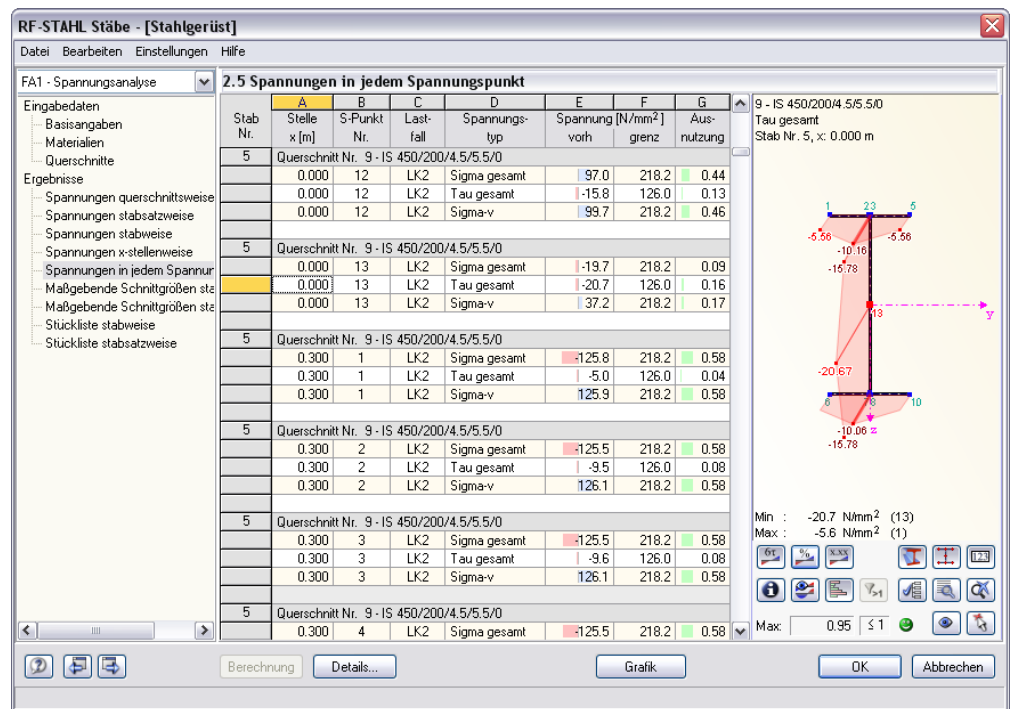 RF-STAHL Stäbe - [Stahlgerüst]
Datei Bearbeiten Einstellungen Hilfe
FA1 - Spannungsanalyse
Eingabedaten
Basisangaben
Materialien
Querschnitte
Ergebnisse
Spannungen querschnittsweise
Spannungen stabsatzweise
Spannungen stabweise
Spannungen x-stellenweise
Spannungen in jedem Spannur
Maßgebende Schnittgrößen sta
Maßgebende Schnittgrößen sta
Stückliste stabweise
Stückliste stabsatzweise
2.5 Spannungen in jedem Spannungspunkt
A B C D E F G
Stab Stelle S-Punkt Last- Spannungs- Spannung [N/mm²] Aus-
Nr. x [m] Nr. fall typ vorh grenz nutzung
5 Querschnitt Nr. 9 - IS 450/200/4.5/5.5/0
0.000 12 LK2 Sigma gesamt 97.0 218.2 0.44
0.000 12 LK2 Tau gesamt -15.8 126.0 0.13
0.000 12 LK2 Sigma-v 99.7 218.2 0.46
5 Querschnitt Nr. 9 - IS 450/200/4.5/5.5/0
0.000 13 LK2 Sigma gesamt -19.7 218.2 0.09
0.000 13 LK2 Tau gesamt -20.7 126.0 0.16
0.000 13 LK2 Sigma-v 37.2 218.2 0.17
5 Querschnitt Nr. 9 - IS 450/200/4.5/5.5/0
0.300 1 LK2 Sigma gesamt -125.8 218.2 0.58
0.300 1 LK2 Tau gesamt -5.0 126.0 0.04
0.300 1 LK2 Sigma-v 125.9 218.2 0.58
5 Querschnitt Nr. 9 - IS 450/200/4.5/5.5/0
0.300 2 LK2 Sigma gesamt -125.5 218.2 0.58
0.300 2 LK2 Tau gesamt -9.5 126.0 0.08
0.300 2 LK2 Sigma-v 126.1 218.2 0.58
5 Querschnitt Nr. 9 - IS 450/200/4.5/5.5/0
0.300 3 LK2 Sigma gesamt -125.5 218.2 0.58
0.300 3 LK2 Tau gesamt -9.6 126.0 0.08
0.300 3 LK2 Sigma-v 126.1 218.2 0.58
5 Querschnitt Nr. 9 - IS 450/200/4.5/5.5/0
0.300 4 LK2 Sigma gesamt -125.5 218.2 0.58
9 - IS 450/200/4.5/5.5/0
Tau gesamt
Stab Nr. 5, x: 0.000 m
1 23 5
-5.56 -5.56
-10.16
-15.78
13
y
-20.67
6 78 10
-10.06 z
-15.78
Min : -20.7 N/mm² (13)
Max : -5.6 N/mm² (1)
στ % x.xx 123
>1
Max: 0.95 ≤ 1
Berechnung Details... Grafik OK Abbrechen